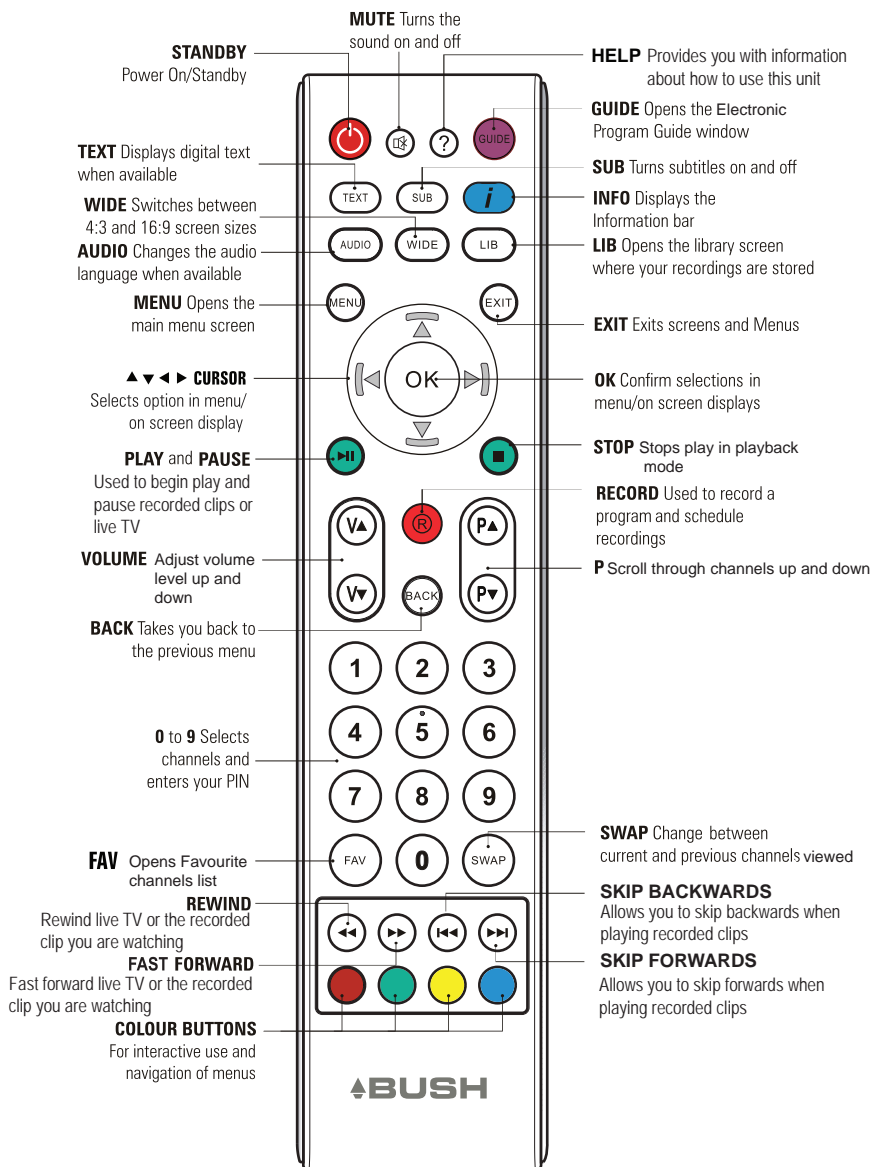 MUTE Turns the
sound on and off
STANDBY
Power On/Standby
HELP Provides you with information
about how to use this unit
GUIDE Opens the Electronic
Program Guide window
TEXT Displays digital text
when available
SUB Turns subtitles on and off
WIDE Switches between
4:3 and 16:9 screen sizes
INFO Displays the
Information bar
AUDIO Changes the audio
language when available
LIB Opens the library screen
where your recordings are stored
MENU Opens the
main menu screen
EXIT Exits screens and Menus
▲ ▼ ◄ ► CURSOR
Selects option in menu/
on screen display
OK Confirm selections in
menu/on screen displays
PLAY and PAUSE
Used to begin play and
pause recorded clips or
live TV
STOP Stops play in playback
mode
RECORD Used to record a
program and schedule
recordings
VOLUME Adjust volume
level up and
down
P Scroll through channels up and down
BACK Takes you back to
the previous menu
0 to 9 Selects
channels and
enters your PIN
FAV Opens Favourite
channels list
SWAP Change between
current and previous channels viewed
REWIND
Rewind live TV or the recorded
clip you are watching
SKIP BACKWARDS
Allows you to skip backwards when
playing recorded clips
FAST FORWARD
Fast forward live TV or the recorded
clip you are watching
SKIP FORWARDS
Allows you to skip forwards when
playing recorded clips
COLOUR BUTTONS
For interactive use and
navigation of menus
? GUIDE
TEXT SUB i
AUDIO WIDE LIB
MENU EXIT
OK
V▲ ® P▲
V▼ BACK P▼
1 2 3
4 5 6
7 8 9
FAV 0 SWAP
BUSH